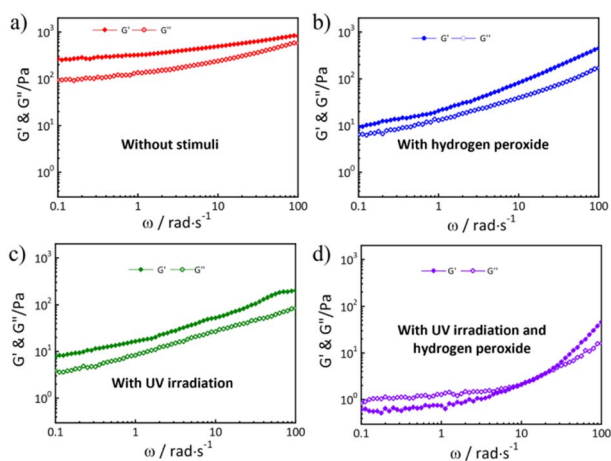 a)
G' G''
10³
10²
10¹
10⁰
G' & G''/Pa
Without stimuli
0.1 1 10 100
ω / rad·s⁻¹
b)
G' G''
10³
10²
10¹
10⁰
G' & G''/Pa
With hydrogen peroxide
0.1 1 10 100
ω / rad·s⁻¹
c)
G' G''
10³
10²
10¹
10⁰
G' & G''/Pa
With UV irradiation
0.1 1 10 100
ω / rad·s⁻¹
d)
G' G''
10³
10²
10¹
10⁰
G' & G''/Pa
With UV irradiation and
hydrogen peroxide
0.1 1 10 100
ω / rad·s⁻¹